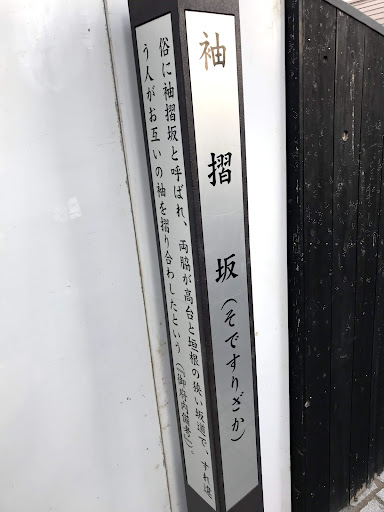 袖摺坂(そですりざか)
俗に袖摺坂と呼ばれ、両脇が高台と垣根の狭い坂道で、すれ違
う人がお互いの袖を摺り合わしたという(『御府内備考』)。